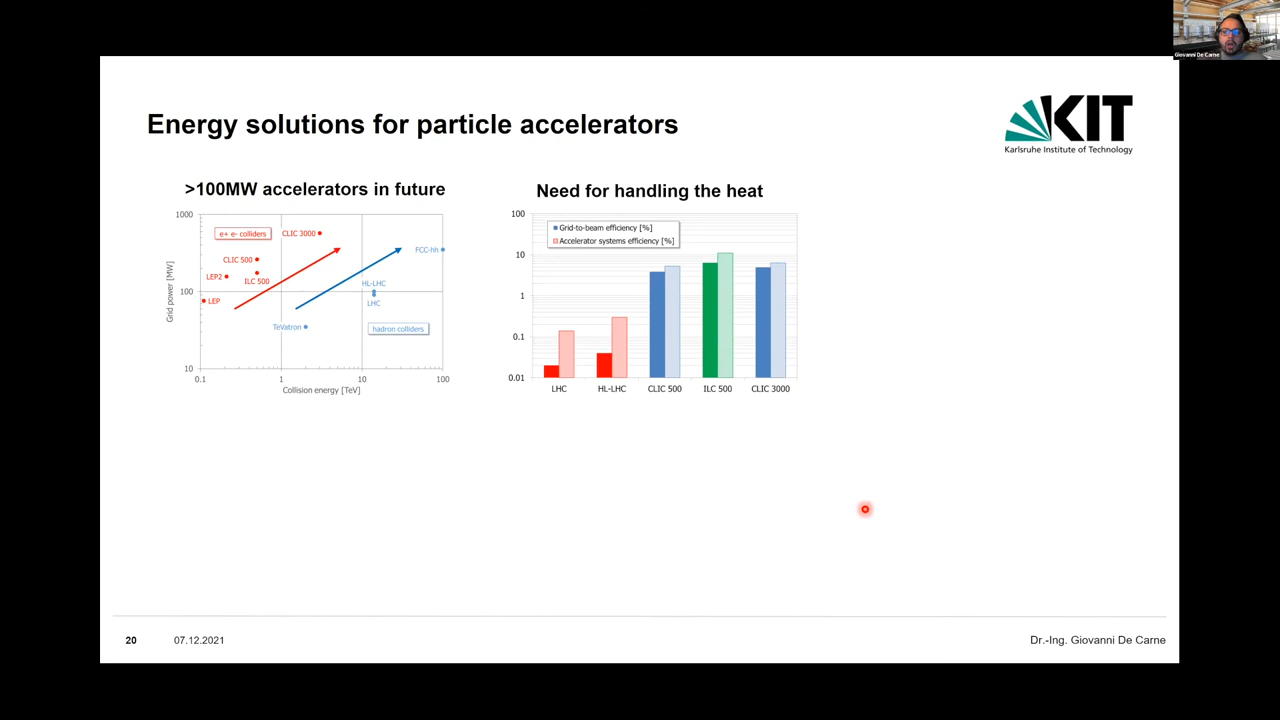 Giovanni De Carne
Energy solutions for particle accelerators
KIT
Karlsruhe Institute of Technology
>100MW accelerators in future
1000
100
10
Grid power [MW]
e+ e- colliders
CLIC 3000
CLIC 500
ILC 500
LEP2
LEP
FCC-hh
HL-LHC
LHC
TeVatron
hadron colliders
0.1
1
10
100
Collision energy [TeV]
Need for handling the heat
100
10
1
0.1
0.01
Grid-to-beam efficiency [%]
Accelerator systems efficiency [%]
LHC
HL-LHC
CLIC 500
ILC 500
CLIC 3000
20
07.12.2021
Dr.-Ing. Giovanni De Carne